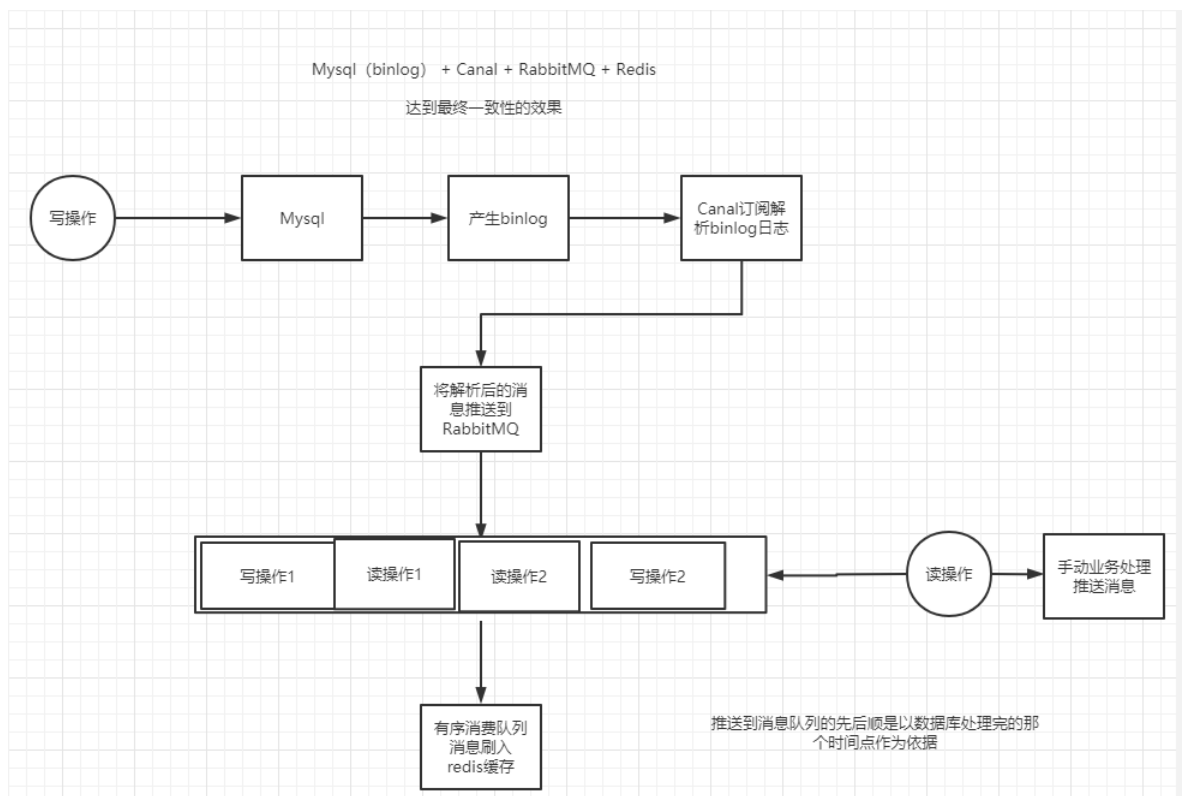 Mysql（binlog） + Canal + RabbitMQ + Redis
达到最终一致性的效果
写操作
Mysql
产生binlog
Canal订阅解
析binlog日志
将解析后的消
息推送到
RabbitMQ
写操作1
读操作1
读操作2
写操作2
读操作
手动业务处理
推送消息
有序消费队列
消息刷入
redis缓存
推送到消息队列的先后顺是以数据库处理完的那
个时间点作为依据